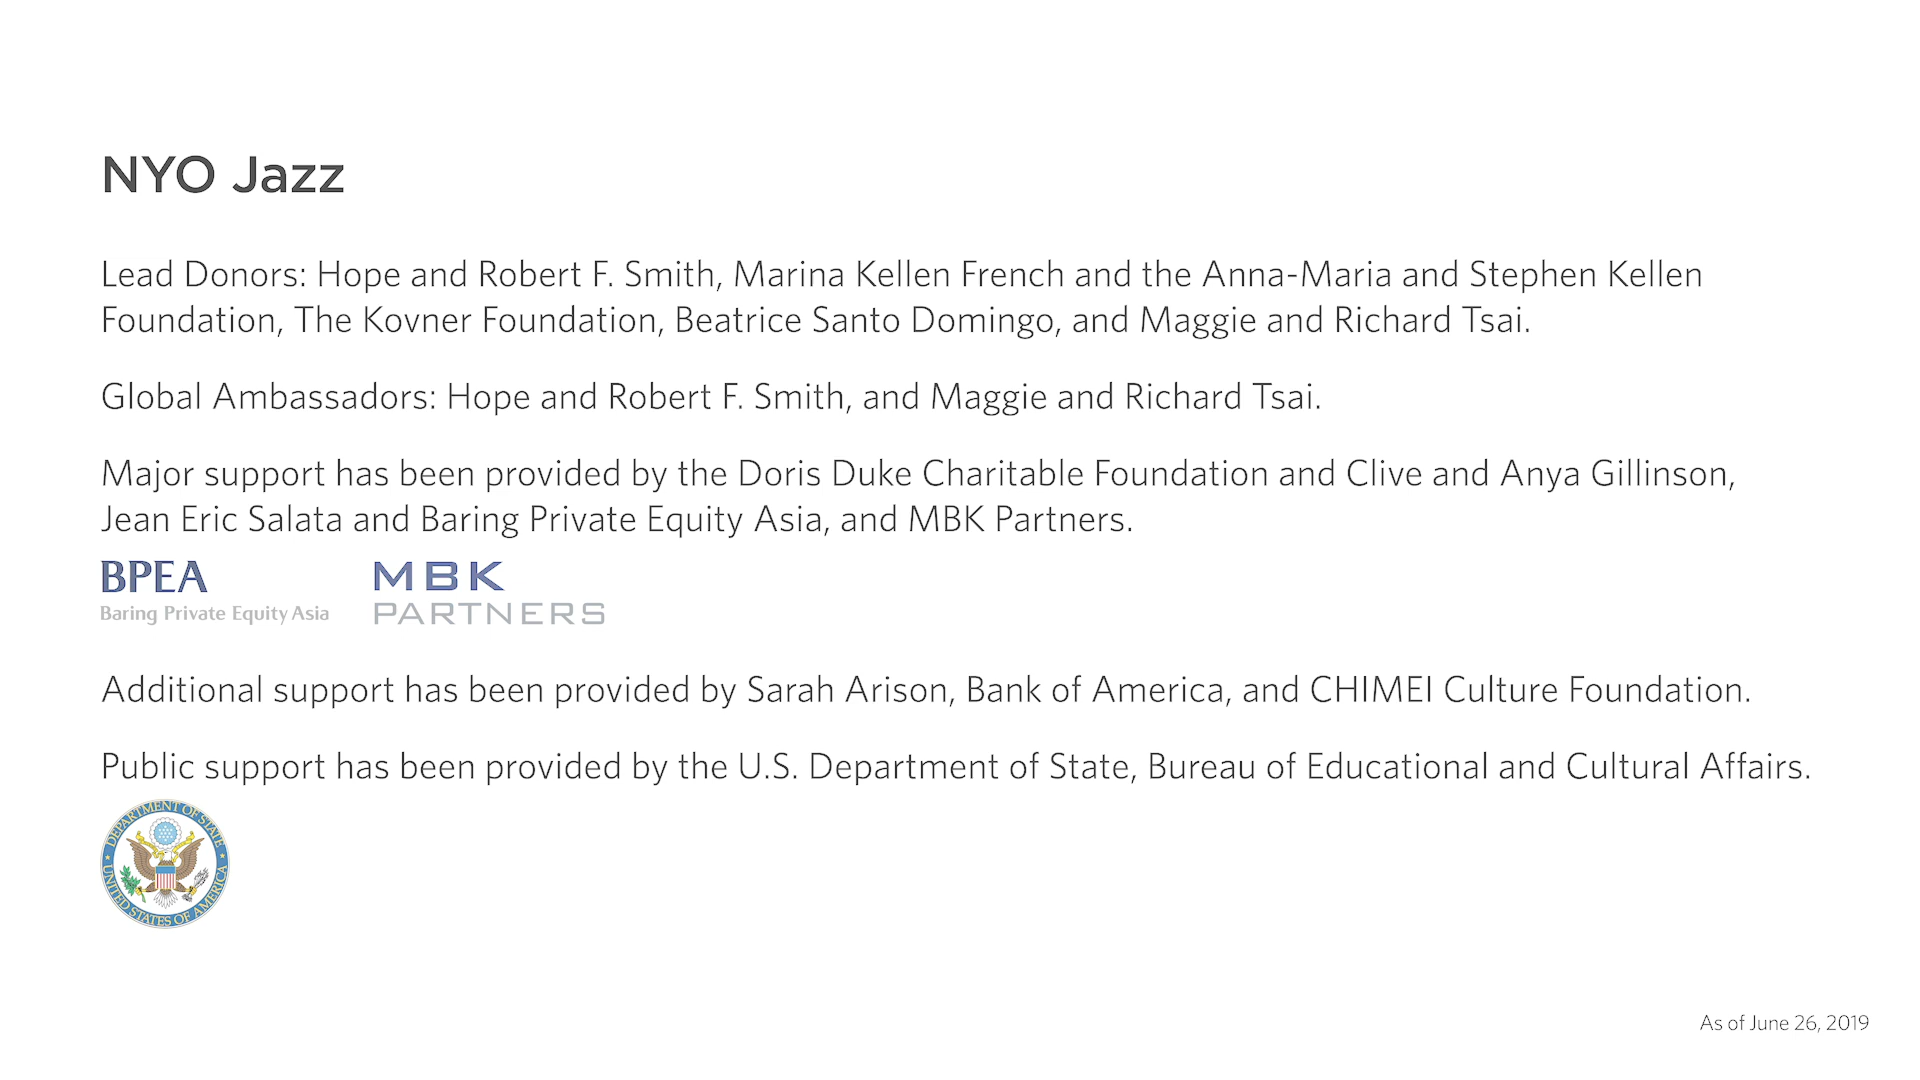 NYO Jazz
Lead Donors: Hope and Robert F. Smith, Marina Kellen French and the Anna-Maria and Stephen Kellen
Foundation, The Kovner Foundation, Beatrice Santo Domingo, and Maggie and Richard Tsai.
Global Ambassadors: Hope and Robert F. Smith, and Maggie and Richard Tsai.
Major support has been provided by the Doris Duke Charitable Foundation and Clive and Anya Gillinson,
Jean Eric Salata and Baring Private Equity Asia, and MBK Partners.
BPEA
Baring Private Equity Asia
MBK
PARTNERS
Additional support has been provided by Sarah Arison, Bank of America, and CHIMEI Culture Foundation.
Public support has been provided by the U.S. Department of State, Bureau of Educational and Cultural Affairs.
DEPARTMENT OF STATE
UNITED STATES OF AMERICA
As of June 26, 2019